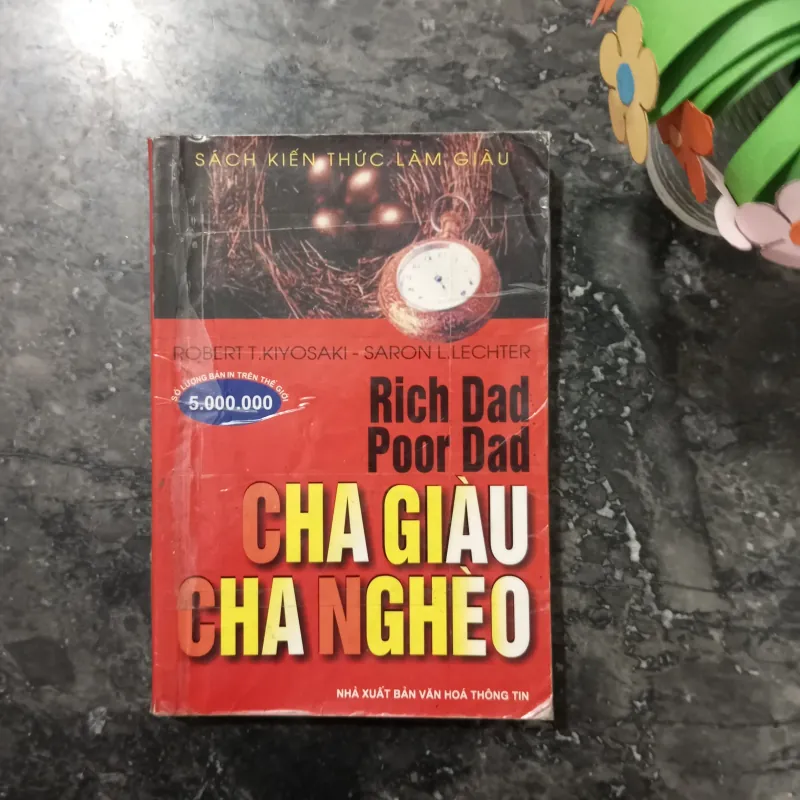 SÁCH KIẾN THỨC LÀM GIÀU
ROBERT T.KIYOSAKI - SARON L.LECHTER
SỐ LƯỢNG BẢN IN TRÊN THẾ GIỚI
5.000.000
Rich Dad
Poor Dad
CHA GIÀU
CHA NGHÈO
NHÀ XUẤT BẢN VĂN HOÁ THÔNG TIN